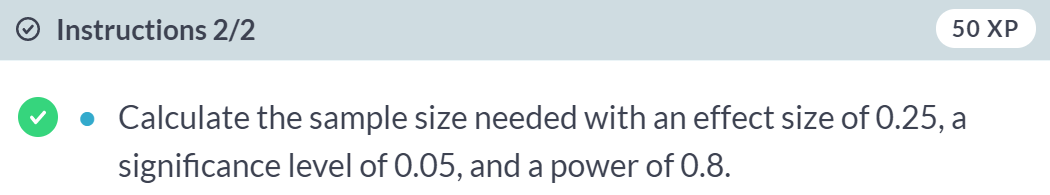 Instructions 2/2
50 XP
Calculate the sample size needed with an effect size of 0.25, a
significance level of 0.05, and a power of 0.8.